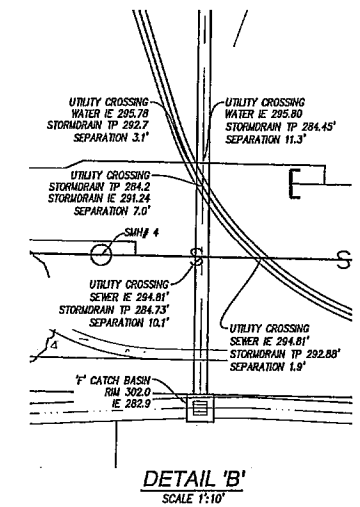 UTILITY CROSSING
WATER IE 295.78
STORMDRAIN TP 292.7
SEPARATION 3.1'
UTILITY CROSSING
WATER IE 295.80
STORMDRAIN TP 284.45'
SEPARATION 11.3'
UTILITY CROSSING
STORMDRAIN TP 284.2
STORMDRAIN IE 291.24
SEPARATION 7.0'
SMH# 4
S
S
UTILITY CROSSING
SEWER IE 294.81'
STORMDRAIN TP 284.73'
SEPARATION 10.1'
UTILITY CROSSING
SEWER IE 294.81'
STORMDRAIN TP 292.88'
SEPARATION 1.9'
'F' CATCH BASIN
RIM 302.0
IE 282.9
DETAIL 'B'
SCALE 1':10'